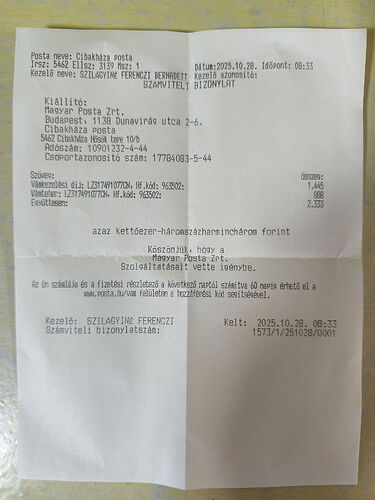 Posta neve: Cibakháza posta
Irsz: 5462 Ellsz: 3139 Msz: 1 Dátum:2025.10.28. Időpont: 08:33
Kezelő neve: SZILÁGYINÉ FERENCZI BERNADETT Kezelő azonosító:
SZÁMVITELI BIZONYLAT
Kiállító:
Magyar Posta Zrt.
Budapest, 1138 Dunavirág utca 2-6.
Cibakháza posta
5462 Cibakháza Hősök tere 10/b
Adószám: 10901232-4-44
Csoportazonosító szám: 17784083-5-44
Szöveg: Összeg:
Vámkezelési díj: LZ317491077CN, Hf.kód: 963502: 1.445
Vámteher: LZ317491077CN, Hf.kód: 963502: 888
Együttesen: 2.333
azaz kettőezer-háromszázharminchárom forint
Köszönjük, hogy a
Magyar Posta Zrt.
Szolgáltatásait vette igénybe.
Az ön számlája és a fizetési részletező a következő naptól számítva 60 napig érhető el a
www.posta.hu/vam felületen a hozzáférési kód segítségével.
Kezelő: SZILÁGYINÉ FERENCZI Kelt: 2025.10.28. 08:33
Számviteli bizonylatszám: 1573/1/251028/0001